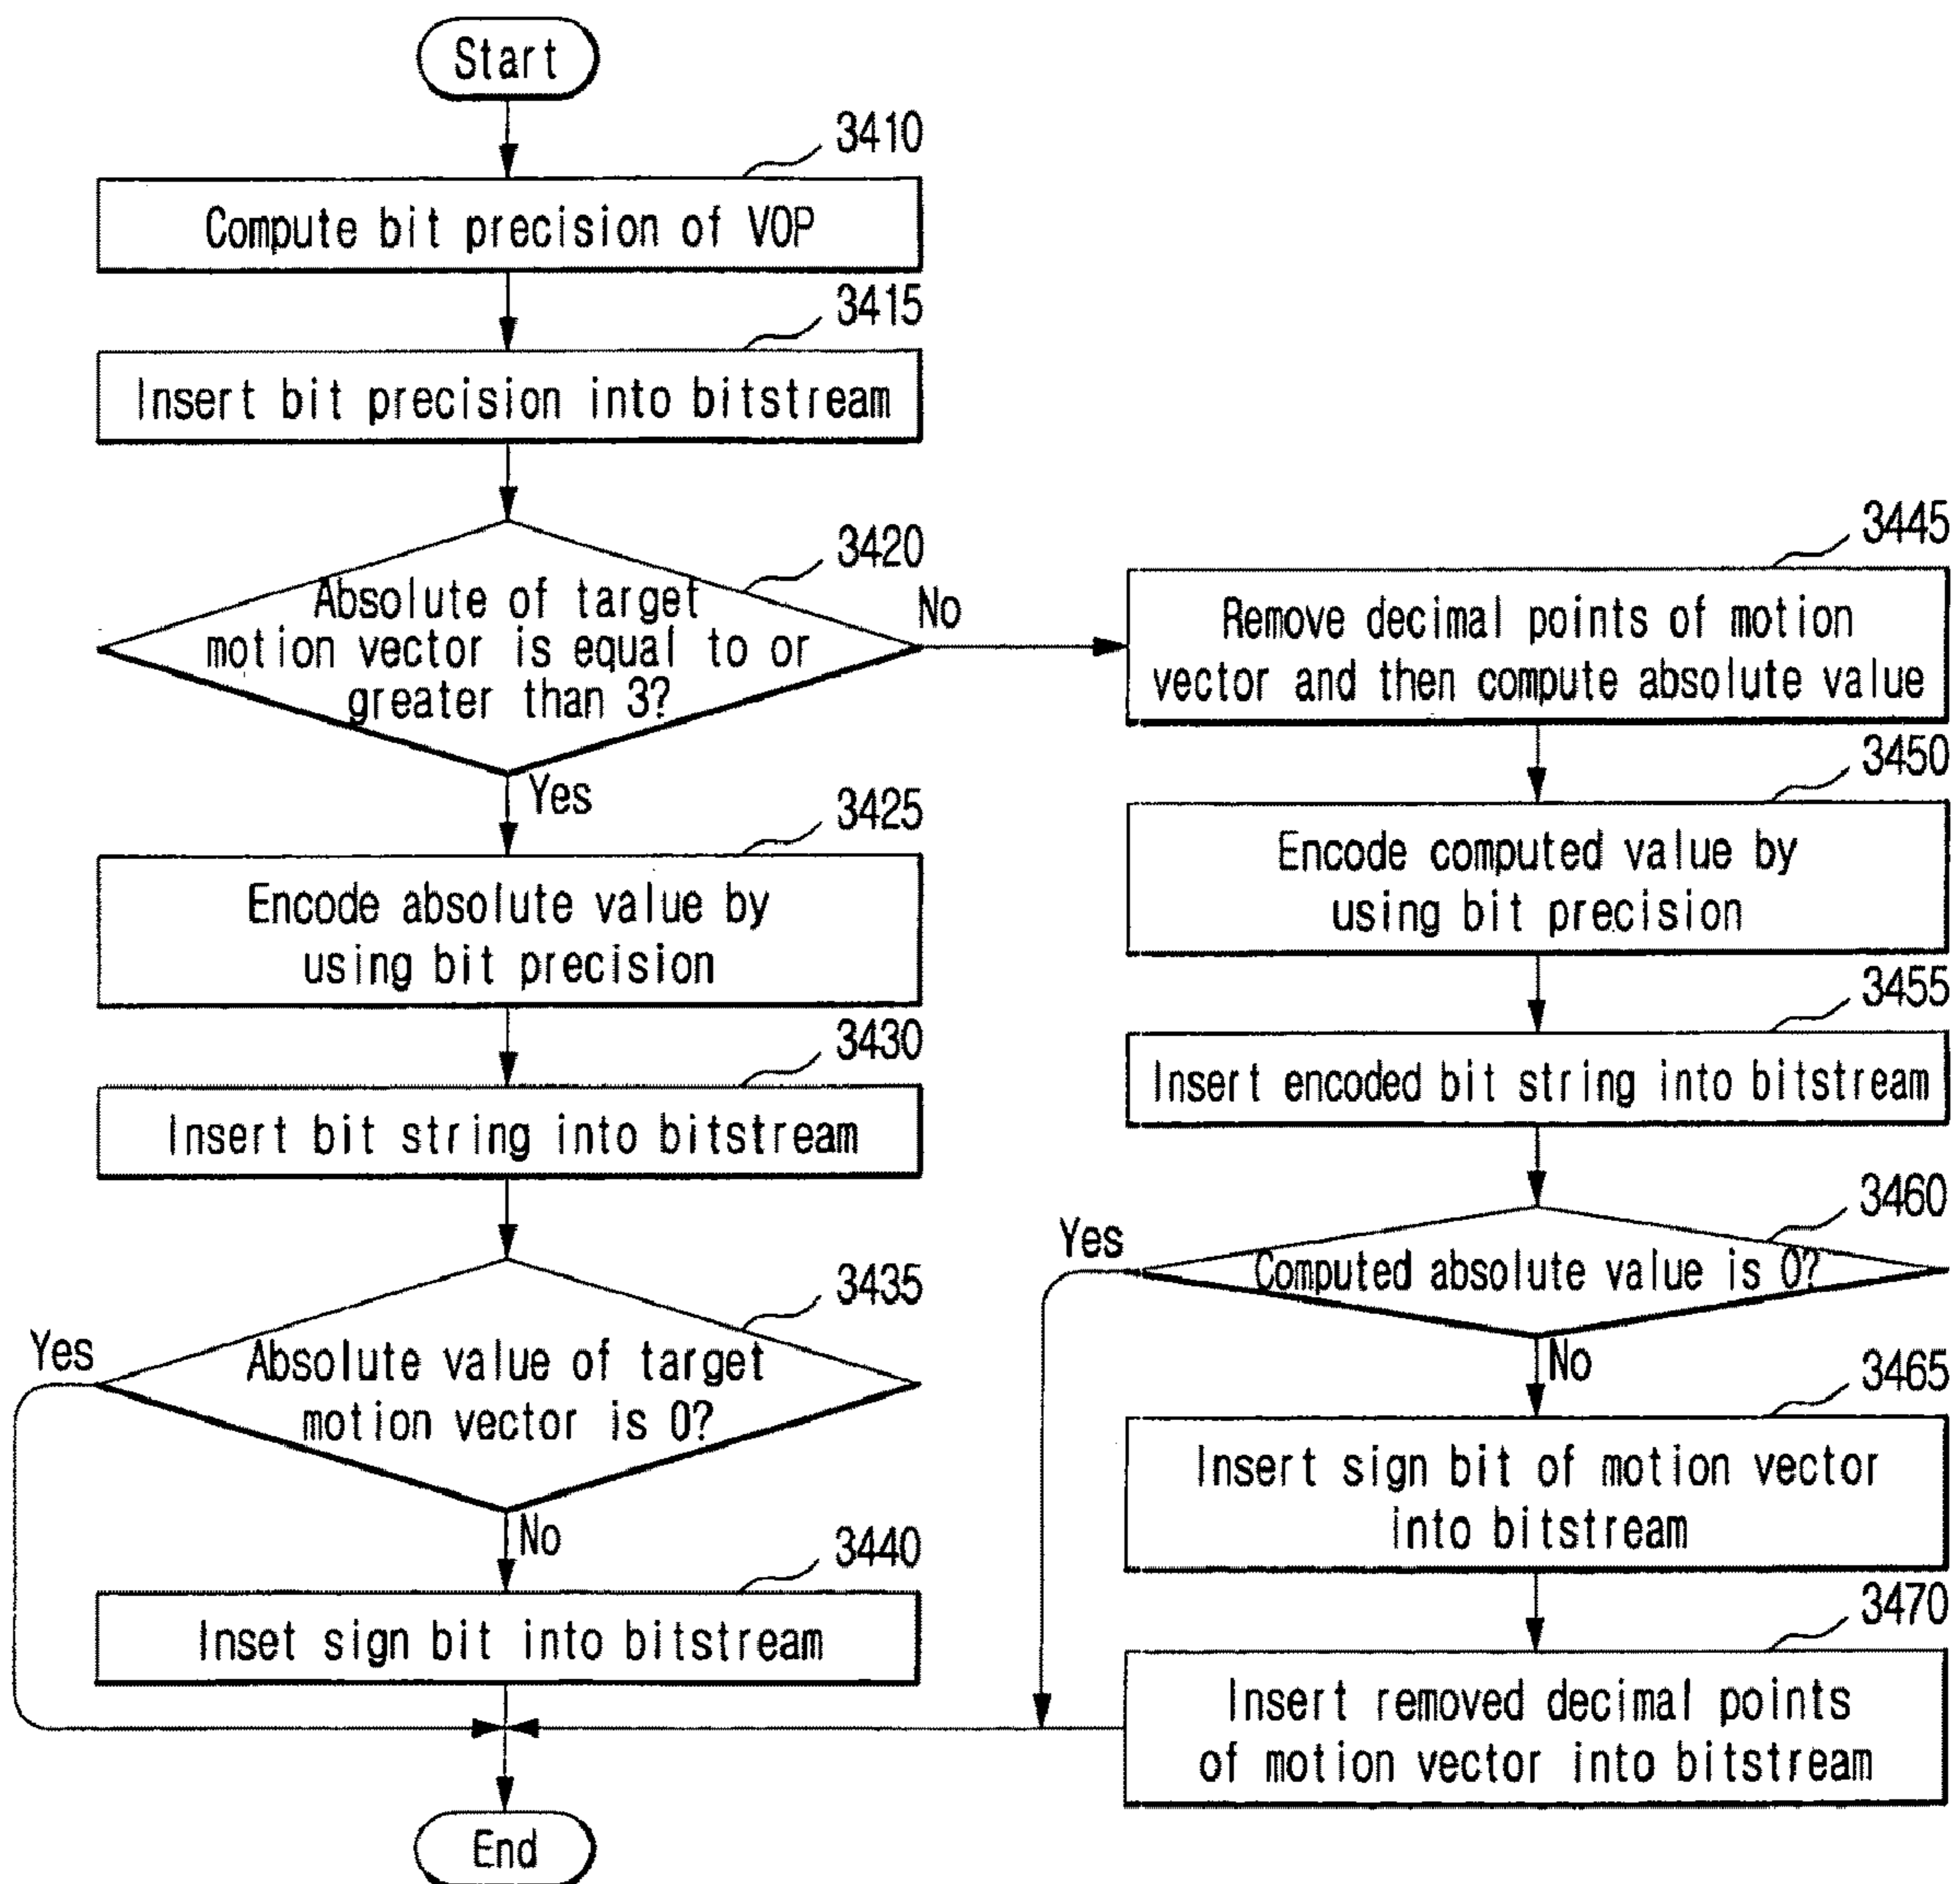 Start
3410
Compute bit precision of VOP
3415
Insert bit precision into bitstream
3420
Absolute of target
motion vector is equal to or
greater than 3?
No
Yes
3425
Encode absolute value by
using bit precision
3430
Insert bit string into bitstream
3435
Yes
Absolute value of target
motion vector is 0?
No
3440
Inset sign bit into bitstream
End
3445
Remove decimal points of motion
vector and then compute absolute value
3450
Encode computed value by
using bit precision
3455
Insert encoded bit string into bitstream
3460
Yes
Computed absolute value is 0?
No
3465
Insert sign bit of motion vector
into bitstream
3470
Insert removed decimal points
of motion vector into bitstream